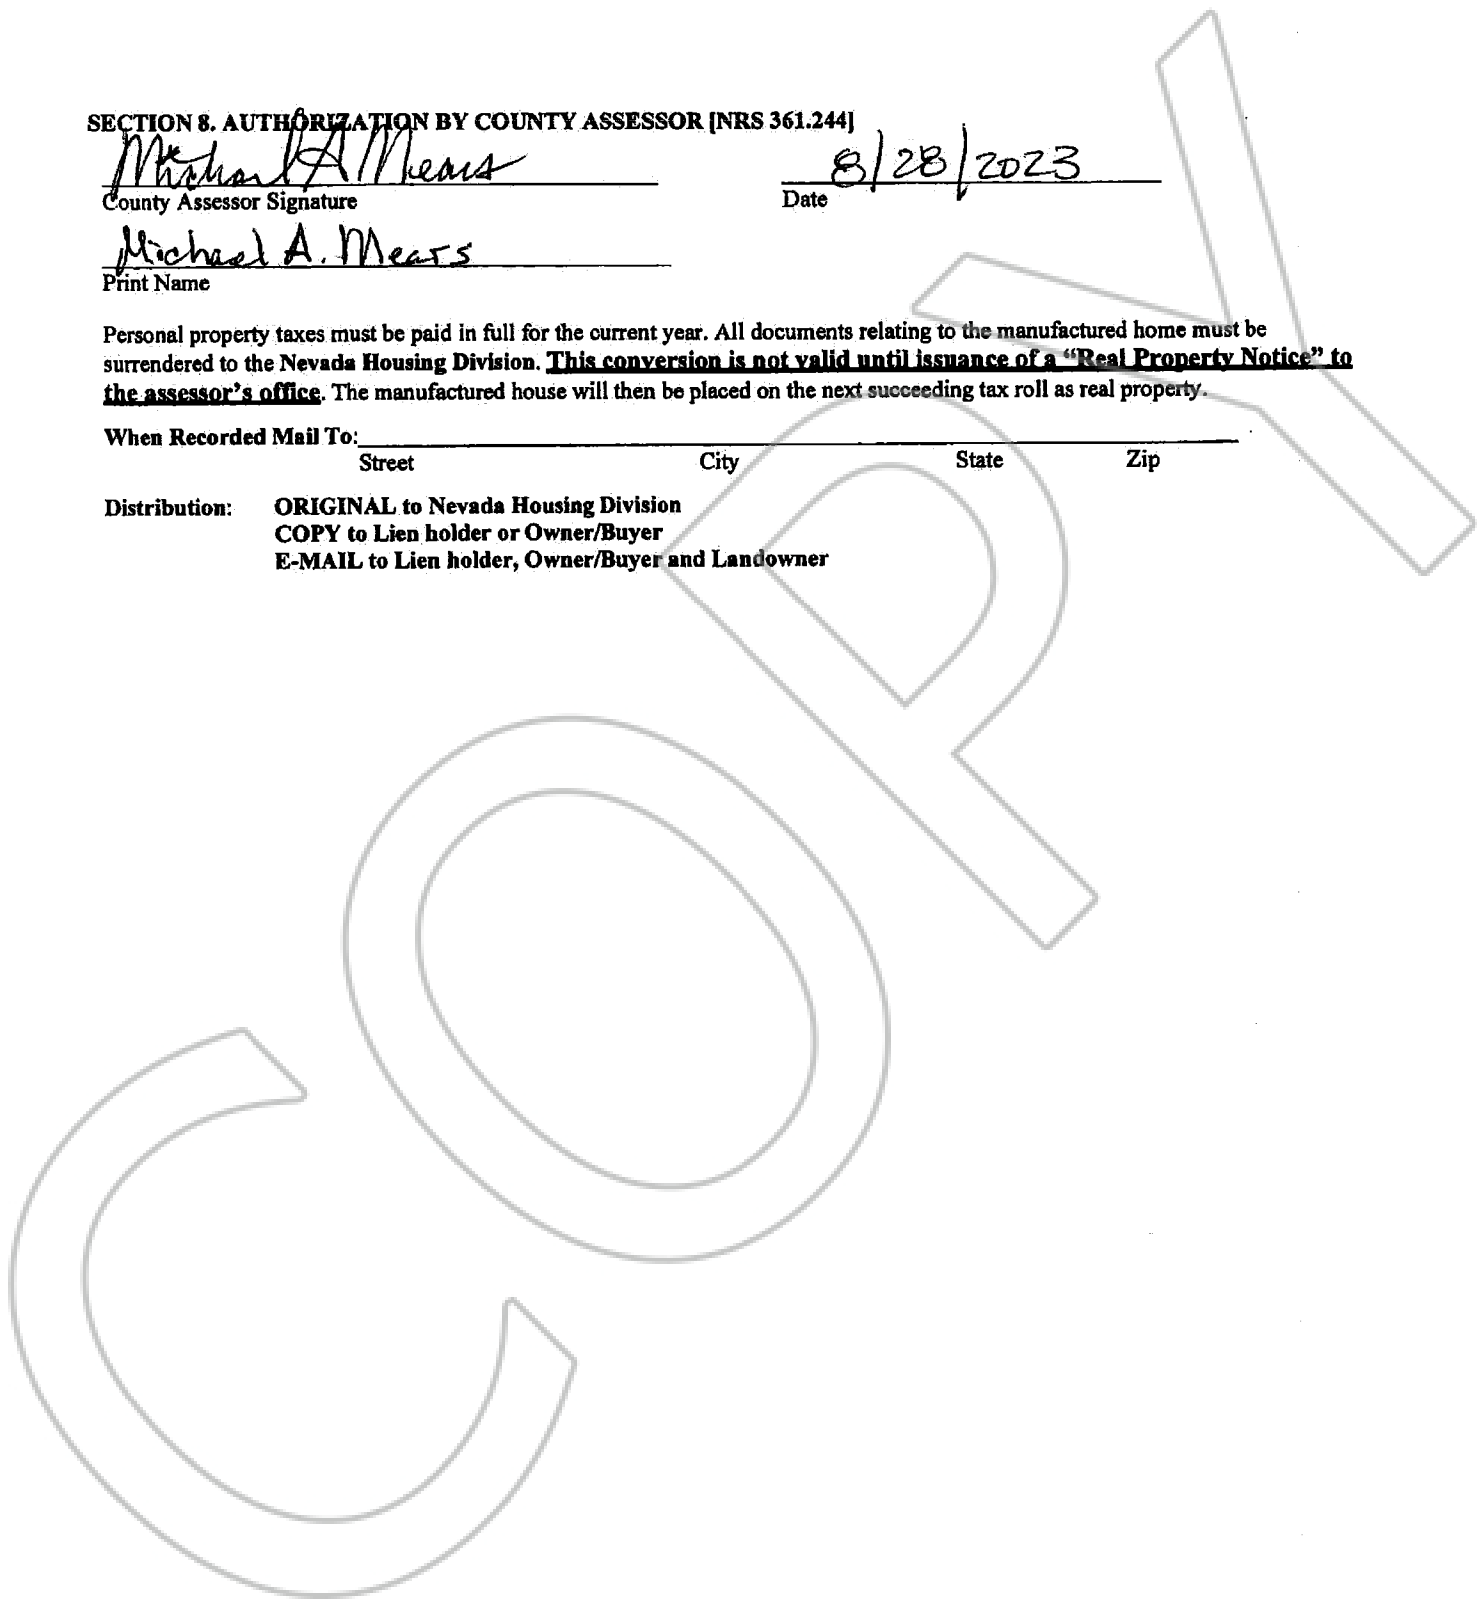 SECTION 8. AUTHORIZATION BY COUNTY ASSESSOR [NRS 361.244]
Michael A Mears 8/28/2023
County Assessor Signature Date
Michael A. Mears
Print Name
Personal property taxes must be paid in full for the current year. All documents relating to the manufactured home must be
surrendered to the Nevada Housing Division. This conversion is not valid until issuance of a “Real Property Notice” to
the assessor’s office. The manufactured house will then be placed on the next succeeding tax roll as real property.
When Recorded Mail To:
Street City State Zip
Distribution: ORIGINAL to Nevada Housing Division
COPY to Lien holder or Owner/Buyer
E-MAIL to Lien holder, Owner/Buyer and Landowner
COPY